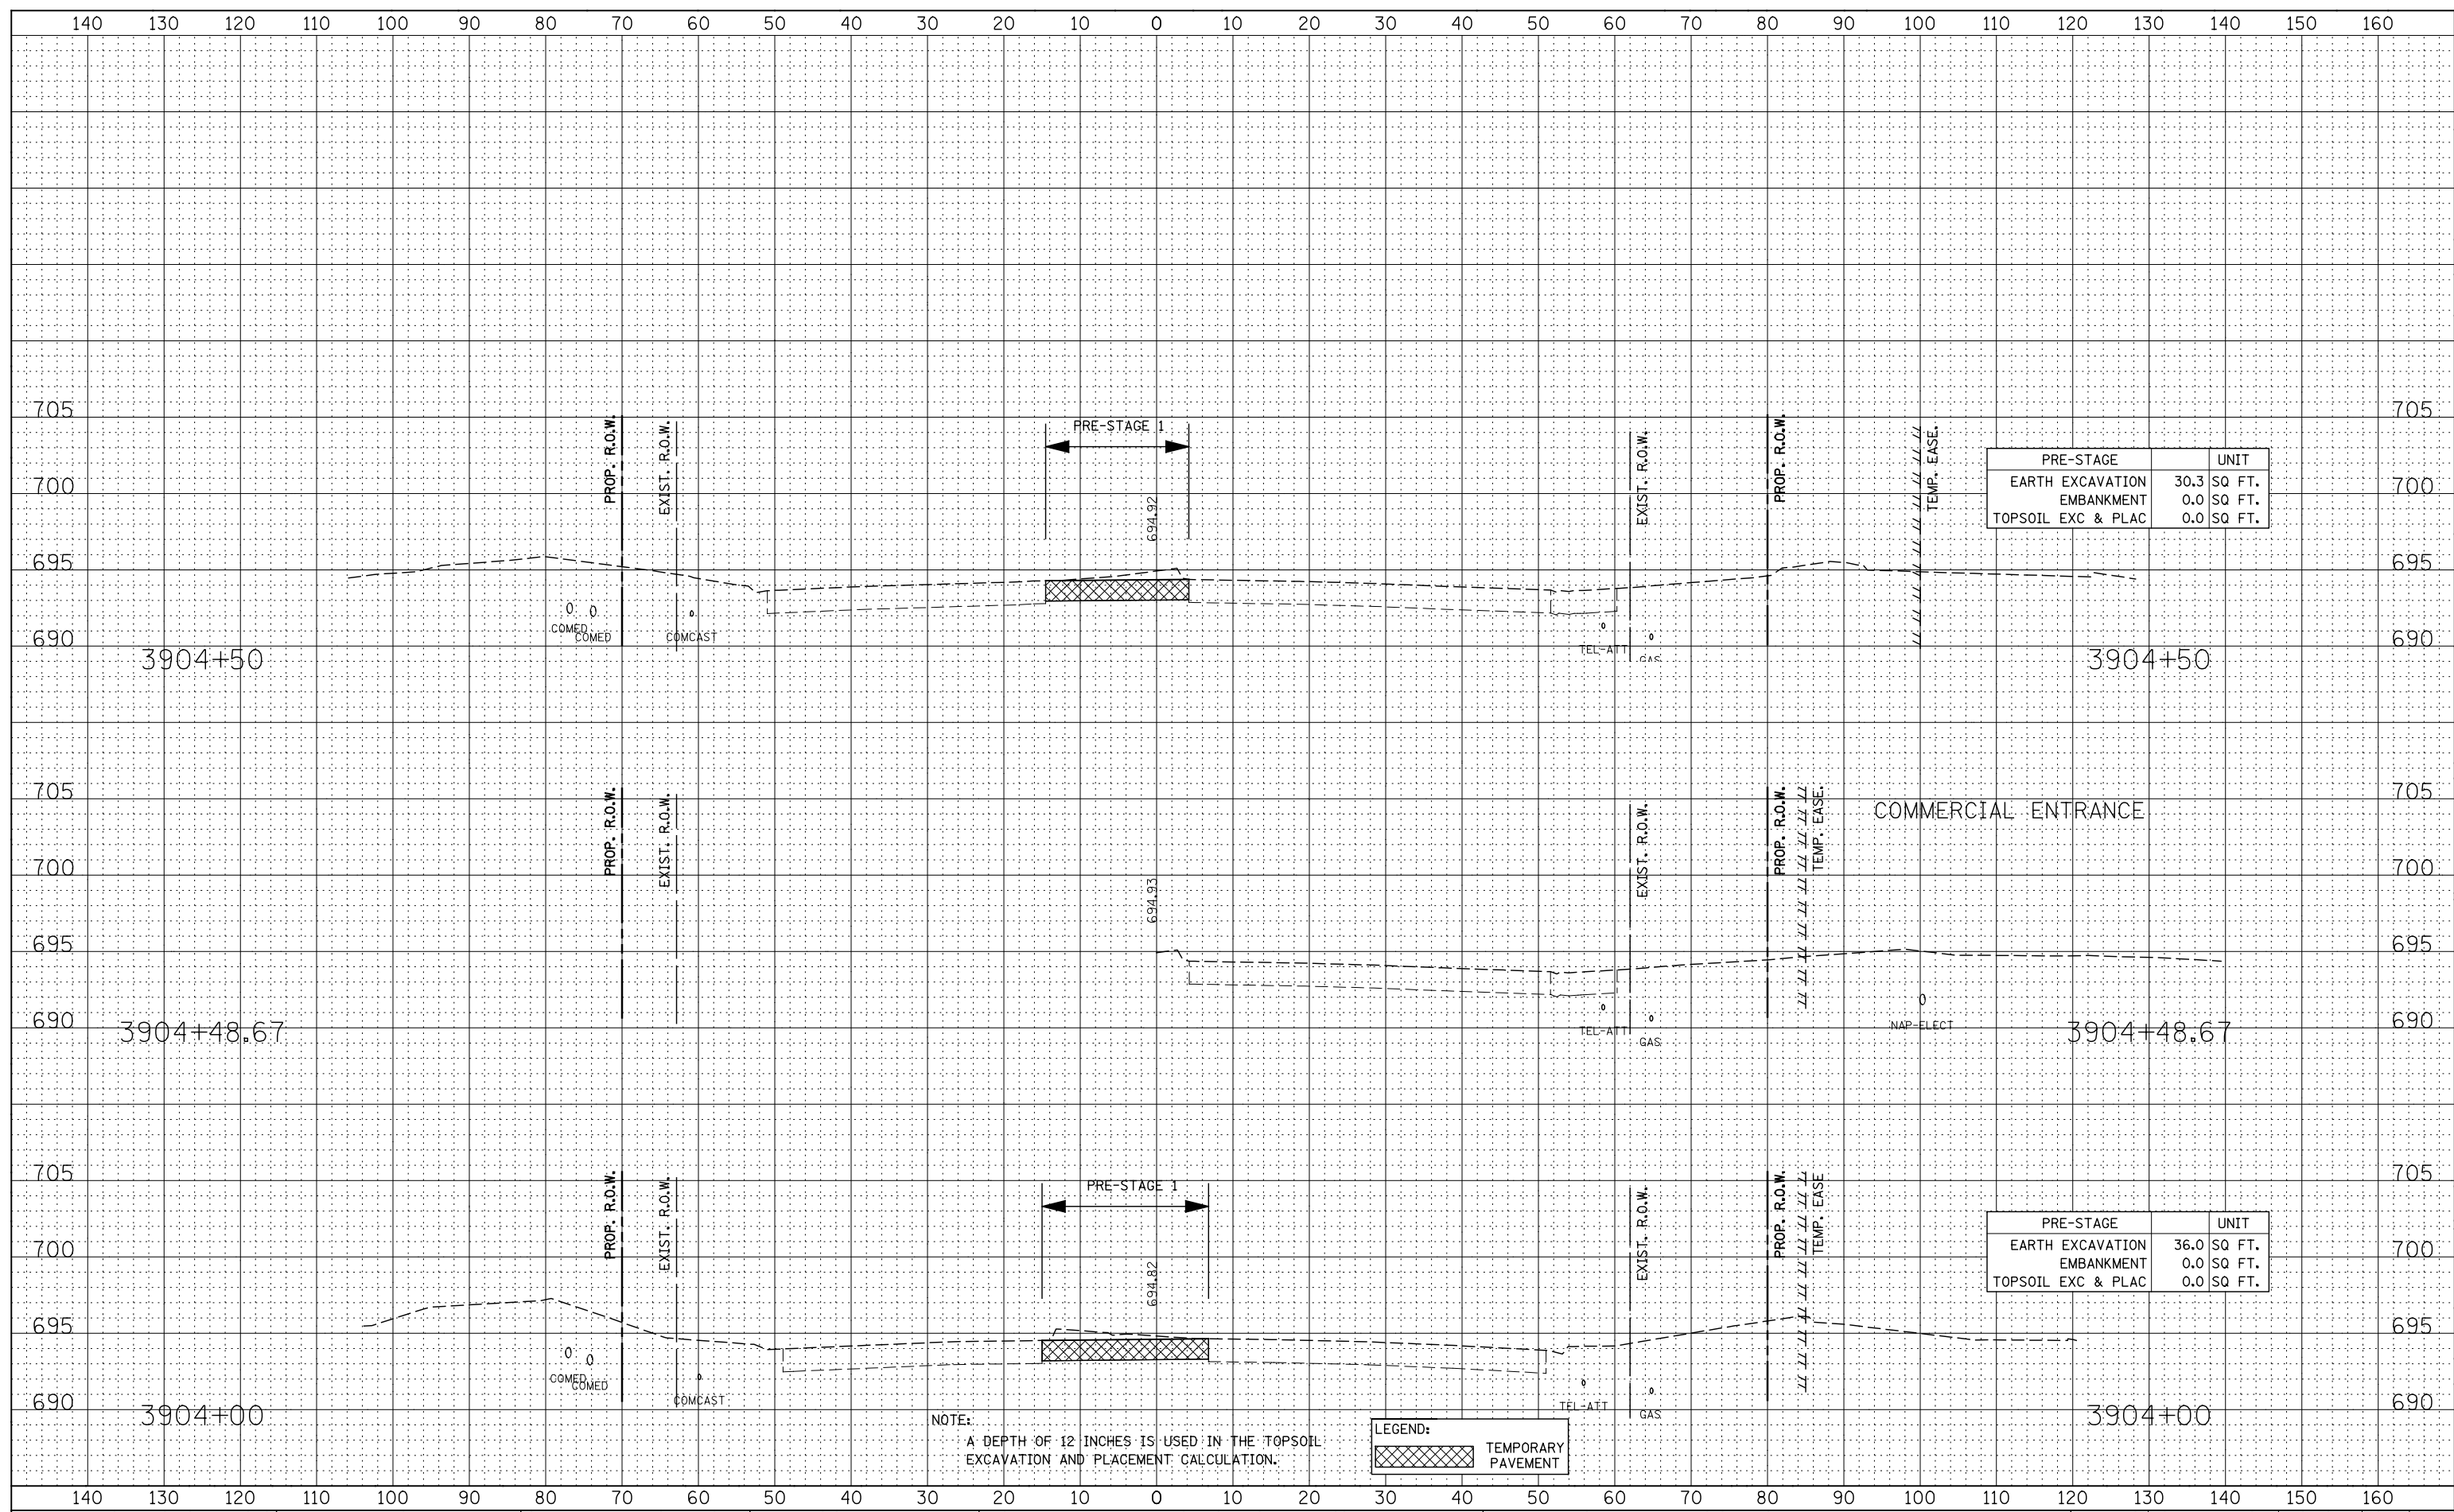 140 130 120 110 100 90 80 70 60 50 40 30 20 10 0 10 20 30 40 50 60 70 80 90 100 110 120 130 140 150 160
705 705
PROP. R.O.W.
EXIST. R.O.W.
PRE-STAGE 1
694.92
EXIST. R.O.W.
PROP. R.O.W.
TEMP. EASE.
PRE-STAGE UNIT
EARTH EXCAVATION 30.3 SQ FT.
EMBANKMENT 0.0 SQ FT.
TOPSOIL EXC & PLAC 0.0 SQ FT.
700 700
695 695
COMED
COMED
COMCAST
TEL-ATT
GAS
690 690
3904+50 3904+50
705 705
PROP. R.O.W.
EXIST. R.O.W.
694.93
EXIST. R.O.W.
PROP. R.O.W.
TEMP. EASE.
COMMERCIAL ENTRANCE
700 700
695 695
TEL-ATT
GAS
NAP-ELECT
690 690
3904+48.67 3904+48.67
705 705
PROP. R.O.W.
EXIST. R.O.W.
PRE-STAGE 1
694.82
EXIST. R.O.W.
PROP. R.O.W.
TEMP. EASE
PRE-STAGE UNIT
EARTH EXCAVATION 36.0 SQ FT.
EMBANKMENT 0.0 SQ FT.
TOPSOIL EXC & PLAC 0.0 SQ FT.
700 700
695 695
COMED
COMED
COMCAST
TEL-ATT
GAS
690 690
3904+00 3904+00
NOTE:
A DEPTH OF 12 INCHES IS USED IN THE TOPSOIL
EXCAVATION AND PLACEMENT CALCULATION.
LEGEND:
TEMPORARY
PAVEMENT
140 130 120 110 100 90 80 70 60 50 40 30 20 10 0 10 20 30 40 50 60 70 80 90 100 110 120 130 140 150 160